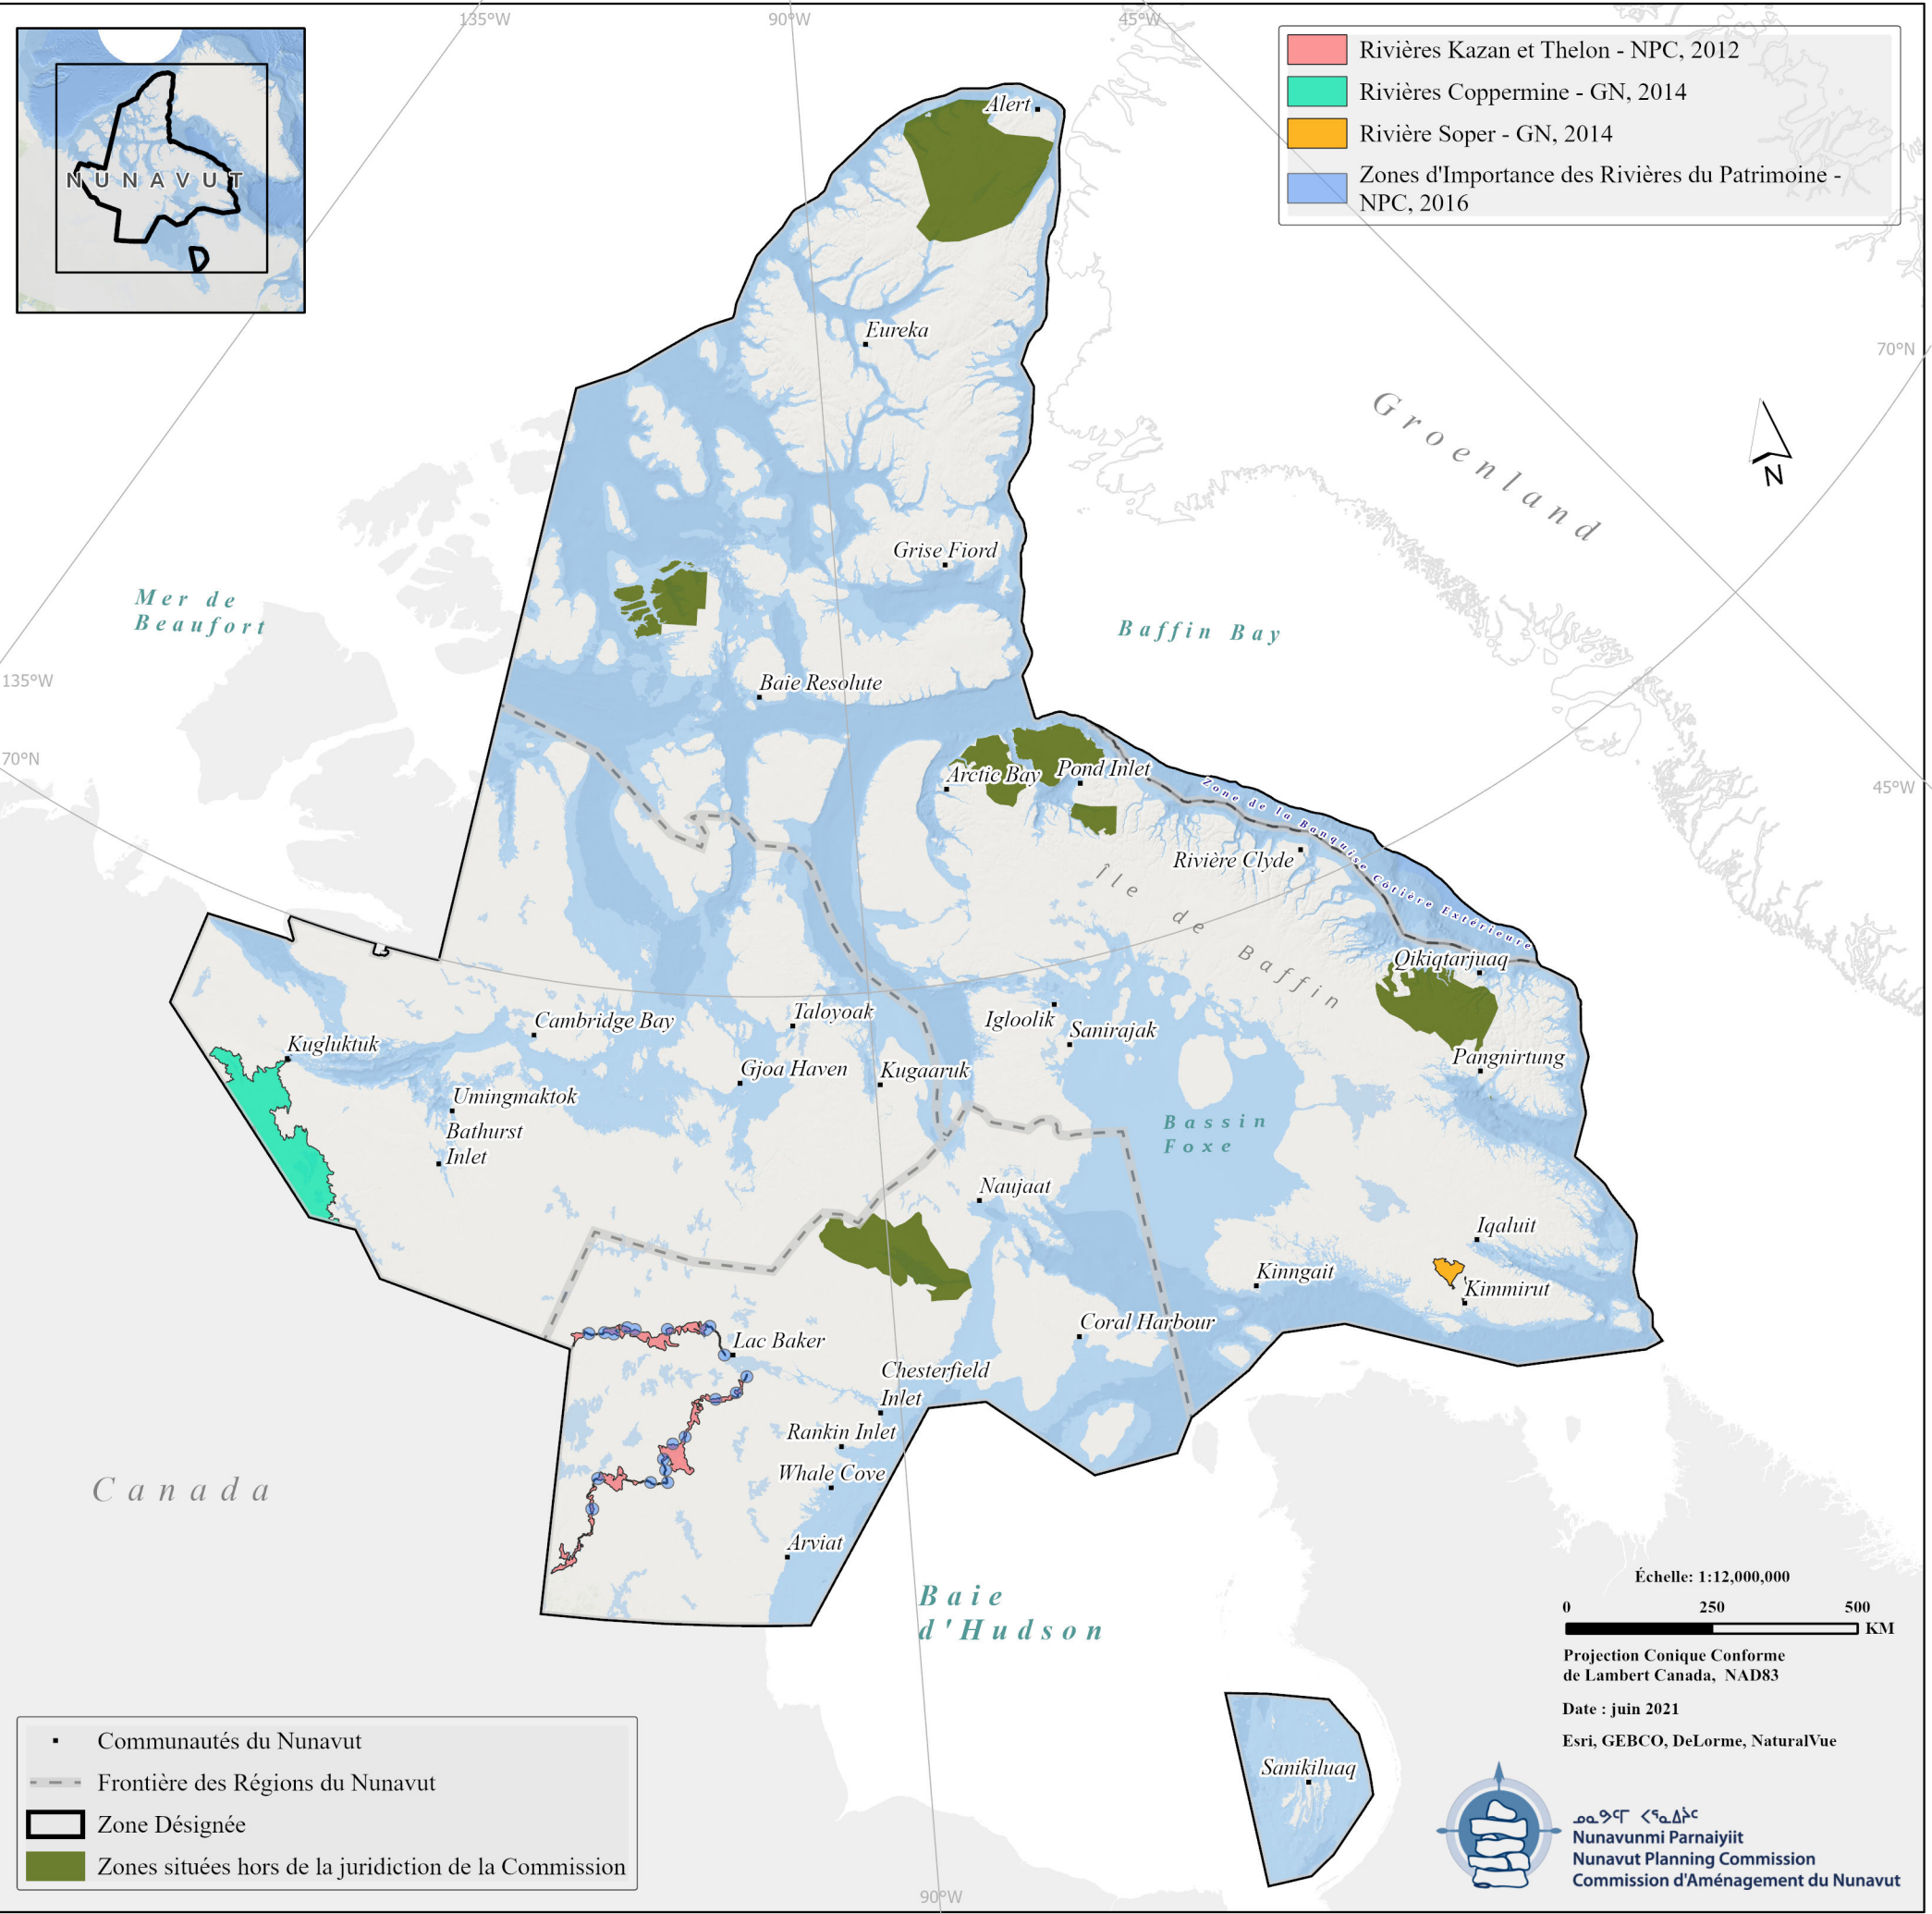 135°W
90°W
45°W
NUNAVUT
Rivières Kazan et Thelon - NPC, 2012
Rivières Coppermine - GN, 2014
Rivière Soper - GN, 2014
Zones d'Importance des Rivières du Patrimoine -
NPC, 2016
Alert
Eureka
70°N
Groenland
N
Grise Fiord
Mer de
Beaufort
Baffin Bay
135°W
Baie Resolute
70°N
Arctic Bay
Pond Inlet
45°W
Zone de la Banquise Côtière Extérieure
Rivière Clyde
Île de Baffin
Qikiqtarjuaq
Cambridge Bay
Taloyoak
Igloolik
Sanirajak
Kugluktuk
Gjoa Haven
Kugaaruk
Pangnirtung
Umingmaktok
Bathurst
Inlet
Bassin
Foxe
Naujaat
Iqaluit
Kinngait
Kimmirut
Coral Harbour
Lac Baker
Chesterfield
Inlet
Rankin Inlet
Whale Cove
Canada
Arviat
Baie
d'Hudson
Échelle: 1:12,000,000
0 250 500
KM
Projection Conique Conforme
de Lambert Canada, NAD83
Date : juin 2021
Esri, GEBCO, DeLorme, NaturalVue
Sanikiluaq
Communautés du Nunavut
Frontière des Régions du Nunavut
Zone Désignée
Zones situées hors de la juridiction de la Commission
ᓄᓇᕗᒻᒥ ᐸᕐᓇᐃᔩᑦ
Nunavunmi Parnaiyiit
Nunavut Planning Commission
Commission d'Aménagement du Nunavut
90°W